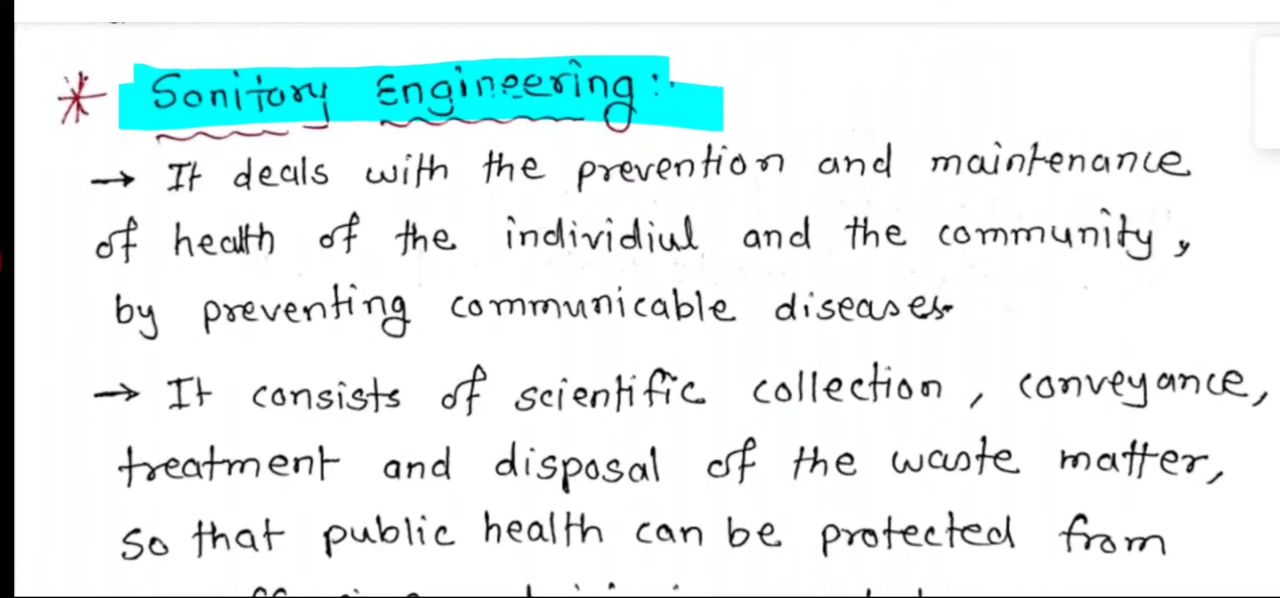 * Sanitary Engineering :-
→ It deals with the prevention and maintenance
of health of the individiul and the community,
by preventing communicable diseases.
→ It consists of scientific collection, conveyance,
treatment and disposal of the waste matter,
so that public health can be protected from